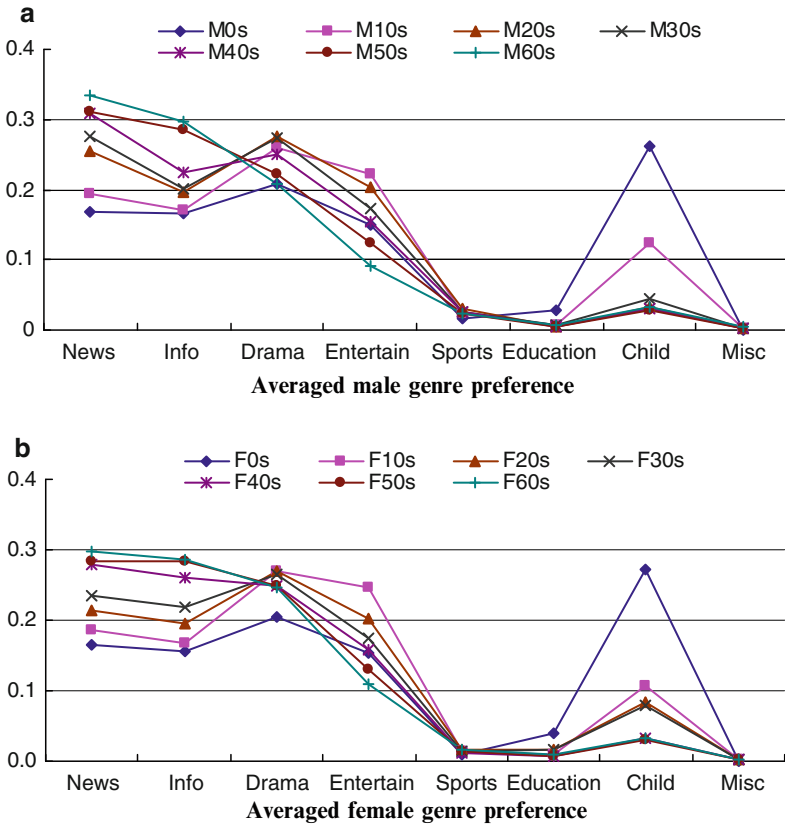 a
M0s M10s M20s M30s
M40s M50s M60s
0.4
0.3
0.2
0.1
0
News Info Drama Entertain Sports Education Child Misc
Averaged male genre preference
b
F0s F10s F20s F30s
F40s F50s F60s
0.4
0.3
0.2
0.1
0.0
News Info Drama Entertain Sports Education Child Misc
Averaged female genre preference